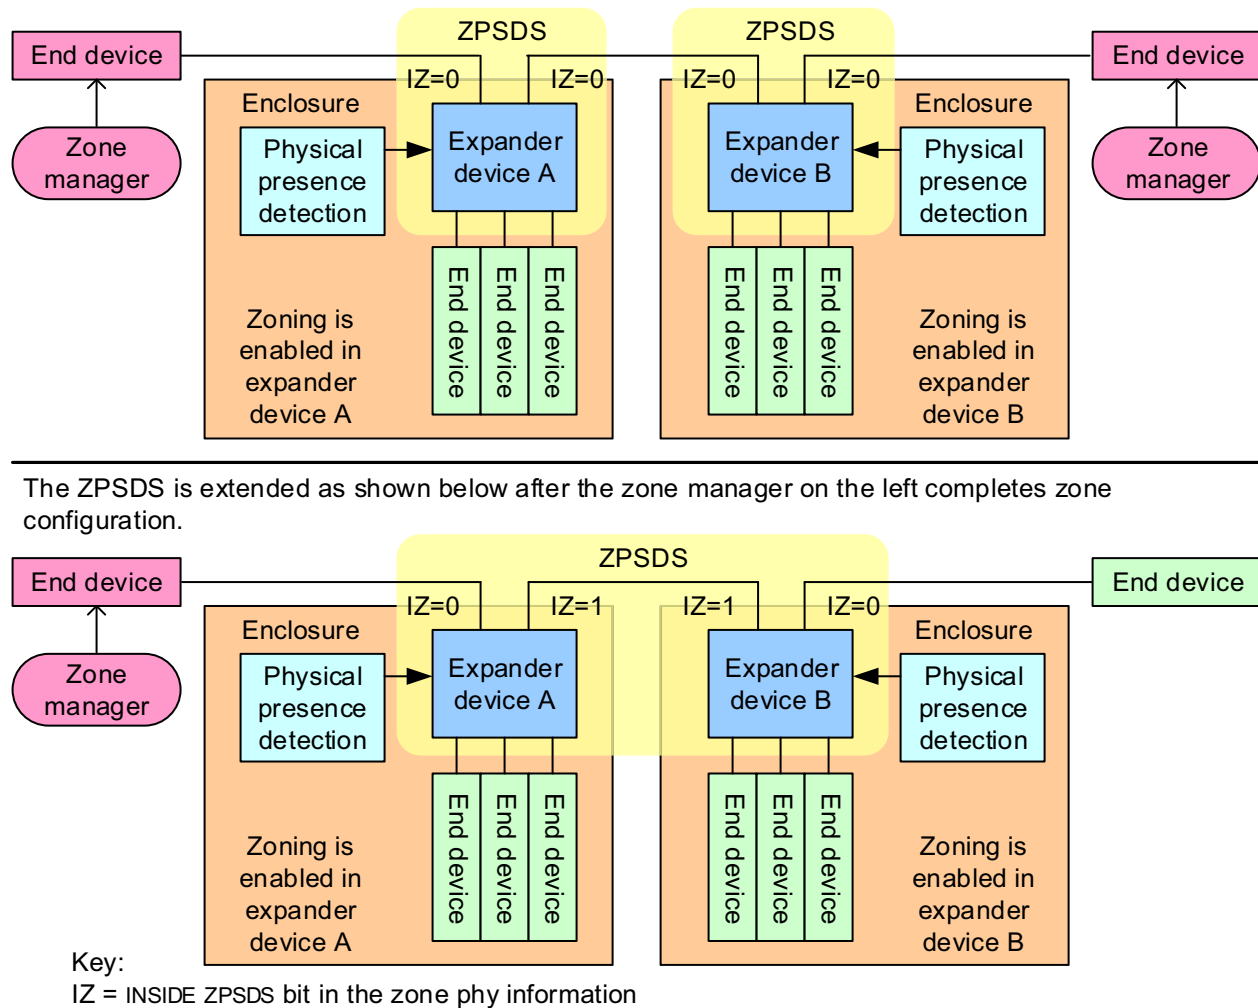 ZPSDS
ZPSDS
End device
IZ=0
IZ=0
IZ=0
IZ=0
End device
Enclosure
Enclosure
Zone
manager
Physical
presence
detection
Expander
device A
Expander
device B
Physical
presence
detection
Zone
manager
End device
End device
End device
End device
End device
End device
Zoning is
enabled in
expander
device A
Zoning is
enabled in
expander
device B
The ZPSDS is extended as shown below after the zone manager on the left completes zone
configuration.
ZPSDS
End device
IZ=0
IZ=1
IZ=1
IZ=0
End device
Enclosure
Enclosure
Zone
manager
Physical
presence
detection
Expander
device A
Expander
device B
Physical
presence
detection
End device
End device
End device
End device
End device
End device
Zoning is
enabled in
expander
device A
Zoning is
enabled in
expander
device B
Key:
IZ = INSIDE ZPSDS bit in the zone phy information